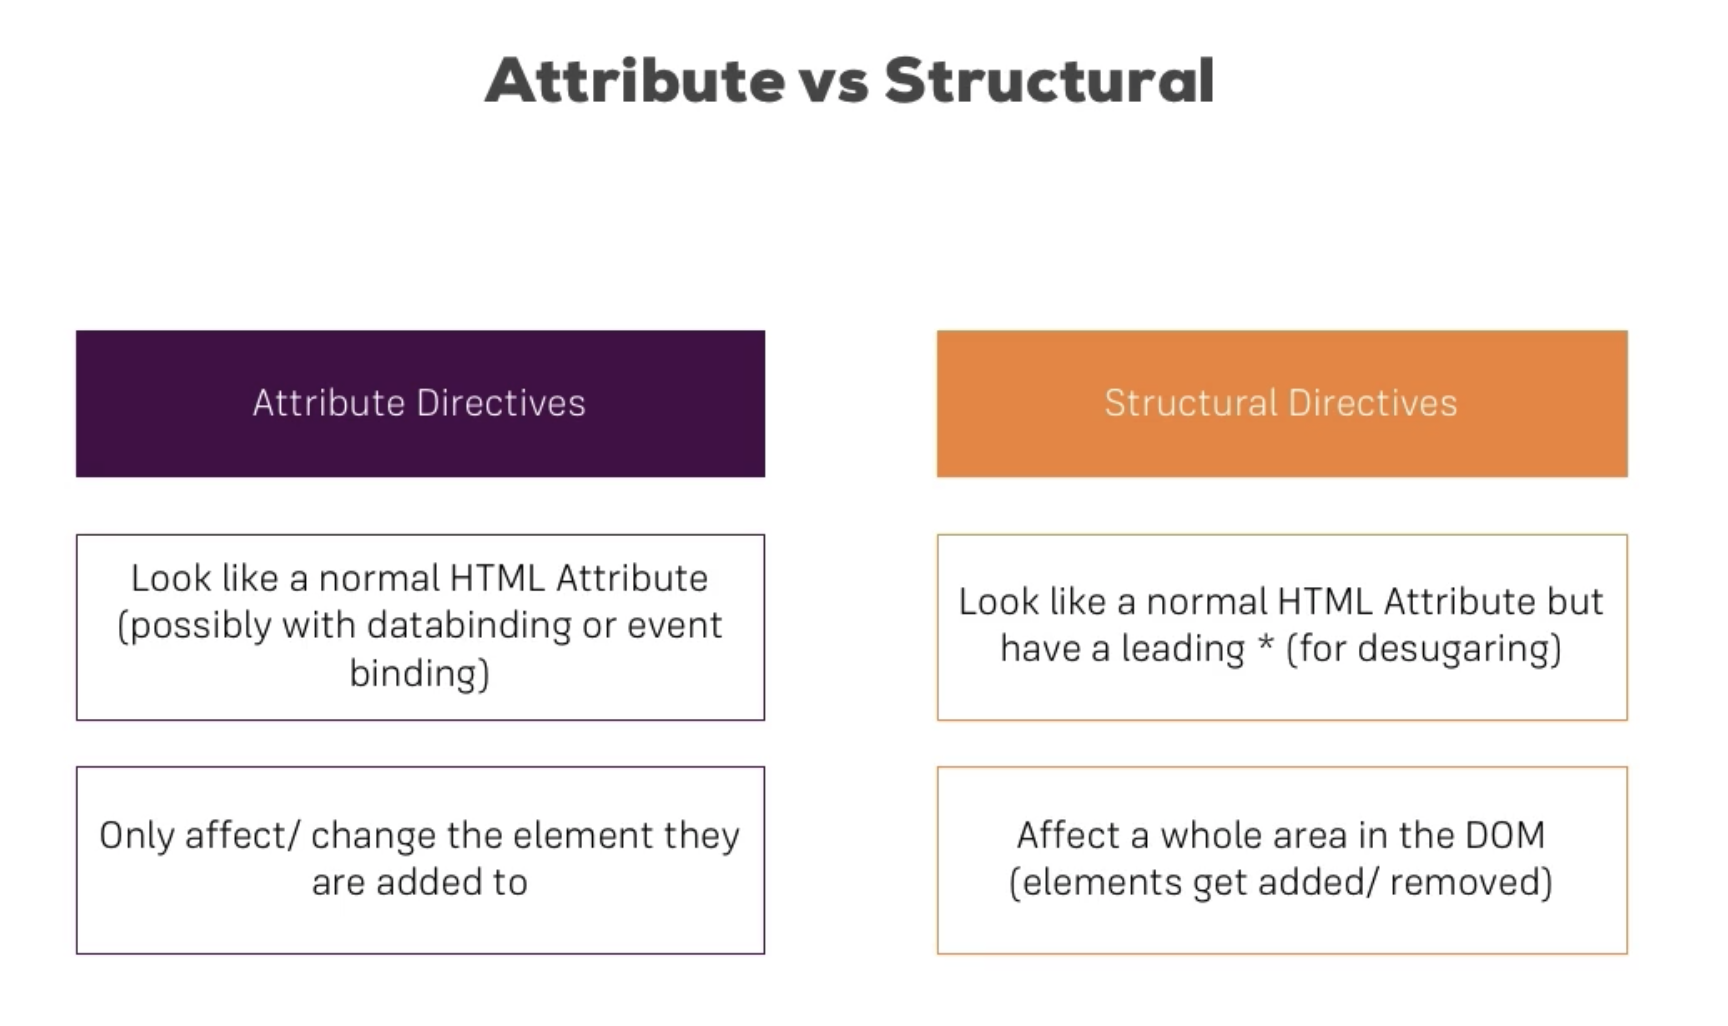 Attribute vs Structural
Attribute Directives
Look like a normal HTML Attribute
(possibly with databinding or event
binding)
Only affect/ change the element they
are added to
Structural Directives
Look like a normal HTML Attribute but
have a leading * (for desugaring)
Affect a whole area in the DOM
(elements get added/ removed)